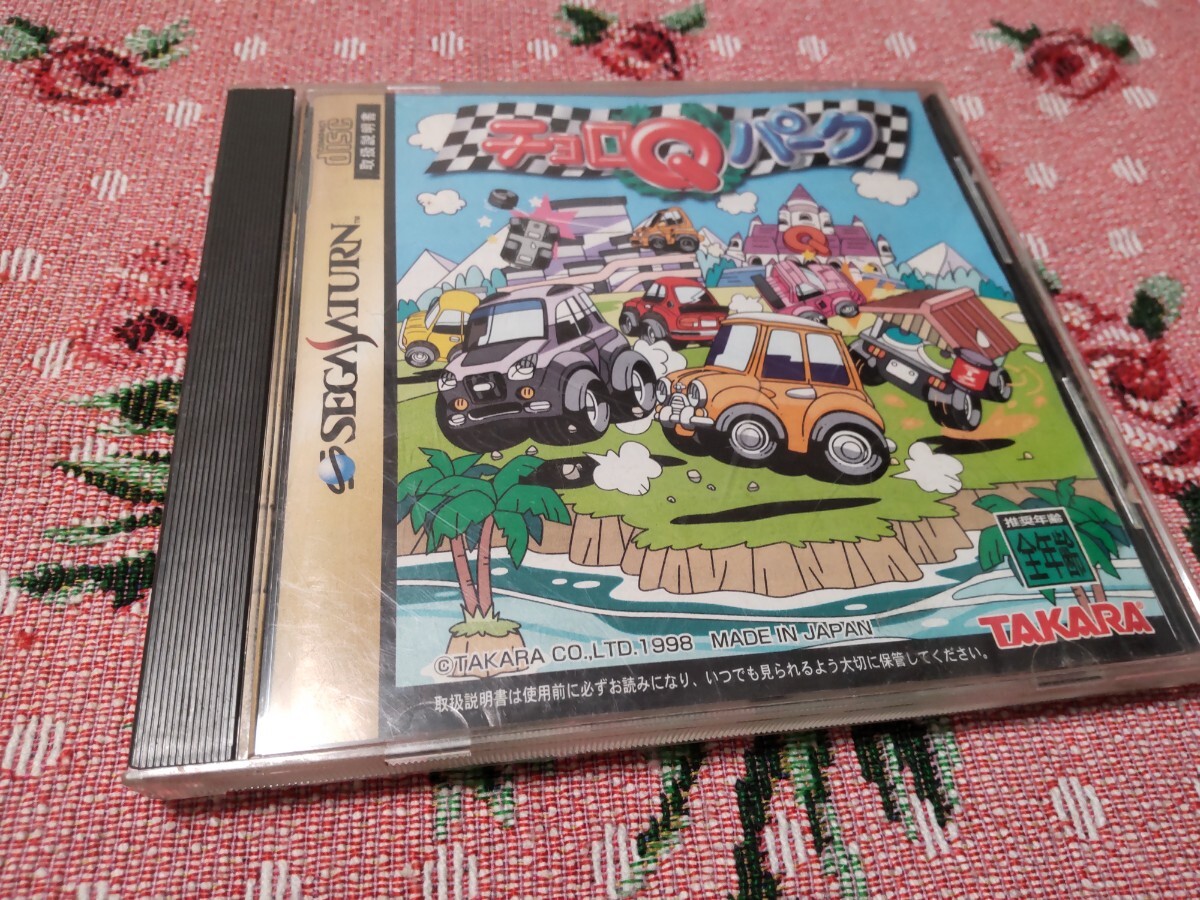 チョロQパーク
COMPACT
disc
取扱説明書
SEGA SATURN™
Q
推奨年齢
全年齢
TAKARA®
©TAKARA CO.,LTD.1998 MADE IN JAPAN
取扱説明書は使用前に必ずお読みになり、いつでも見られるよう大切に保管してください。